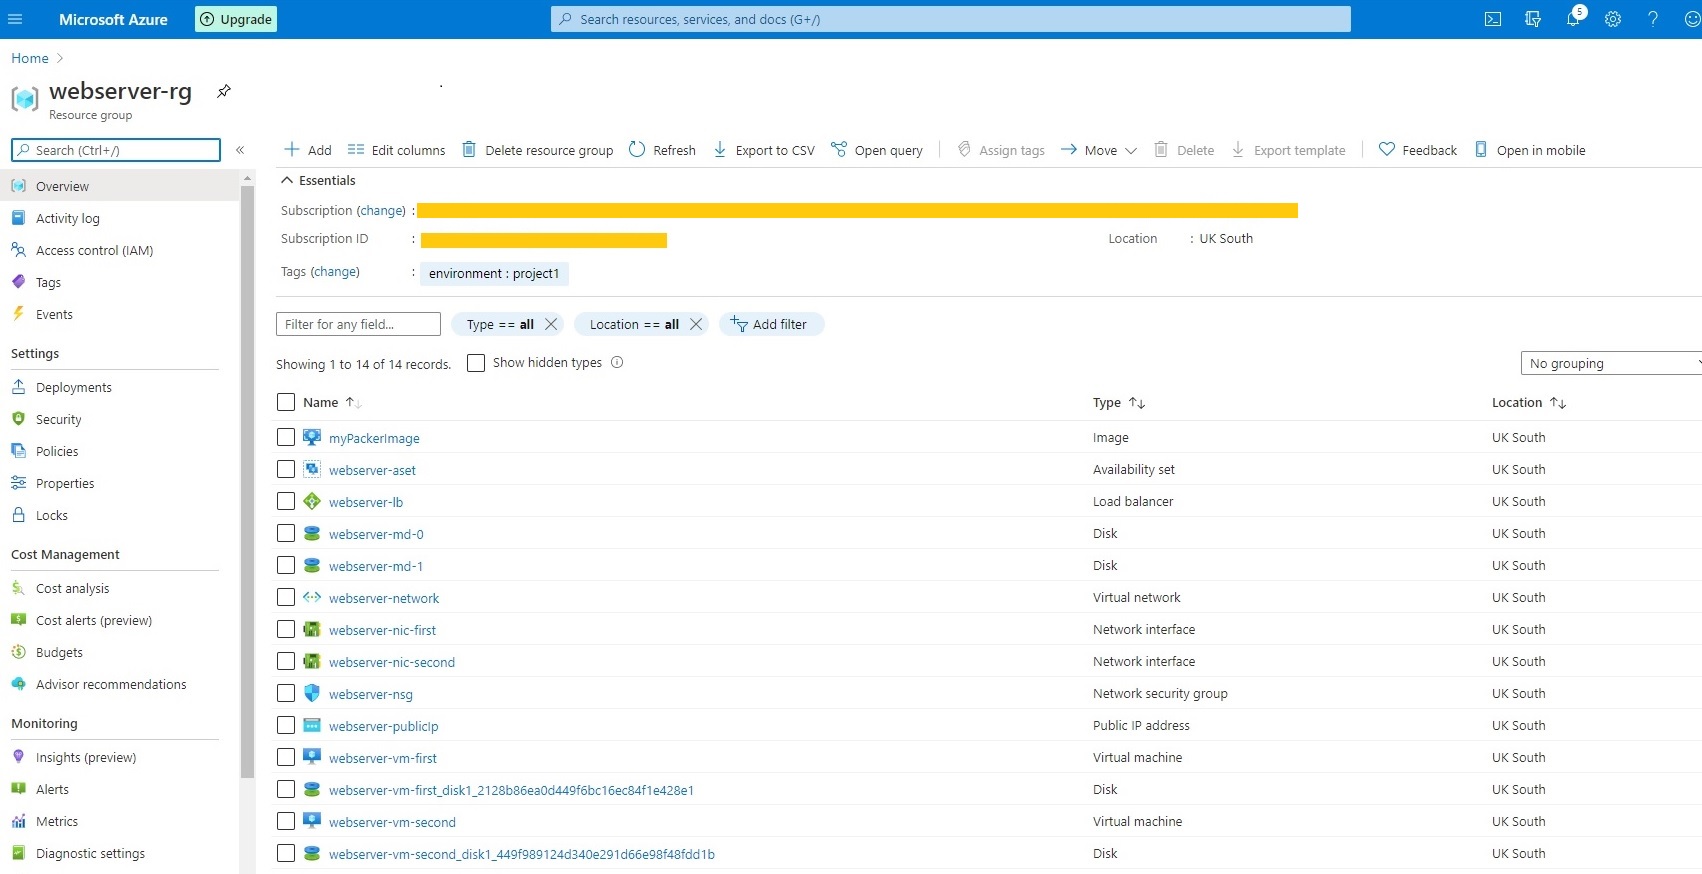 Microsoft Azure Upgrade Search resources, services, and docs (G+/) 5
Home
webserver-rg
Resource group
Search (Ctrl+/) «
Add Edit columns Delete resource group Refresh Export to CSV Open query Assign tags Move Delete Export template Feedback Open in mobile
Overview
Activity log
Access control (IAM)
Tags
Events
Settings
Deployments
Security
Policies
Properties
Locks
Cost Management
Cost analysis
Cost alerts (preview)
Budgets
Advisor recommendations
Monitoring
Insights (preview)
Alerts
Metrics
Diagnostic settings
Essentials
Subscription (change) :
Subscription ID : Location : UK South
Tags (change) : environment : project1
Filter for any field... Type == all Location == all Add filter
Showing 1 to 14 of 14 records. Show hidden types No grouping
Name Type Location
myPackerImage Image UK South
webserver-aset Availability set UK South
webserver-lb Load balancer UK South
webserver-md-0 Disk UK South
webserver-md-1 Disk UK South
webserver-network Virtual network UK South
webserver-nic-first Network interface UK South
webserver-nic-second Network interface UK South
webserver-nsg Network security group UK South
webserver-publicIp Public IP address UK South
webserver-vm-first Virtual machine UK South
webserver-vm-first_disk1_2128b86ea0d449f6bc16ec84f1e428e1 Disk UK South
webserver-vm-second Virtual machine UK South
webserver-vm-second_disk1_449f989124d340e291d66e98f48fdd1b Disk UK South